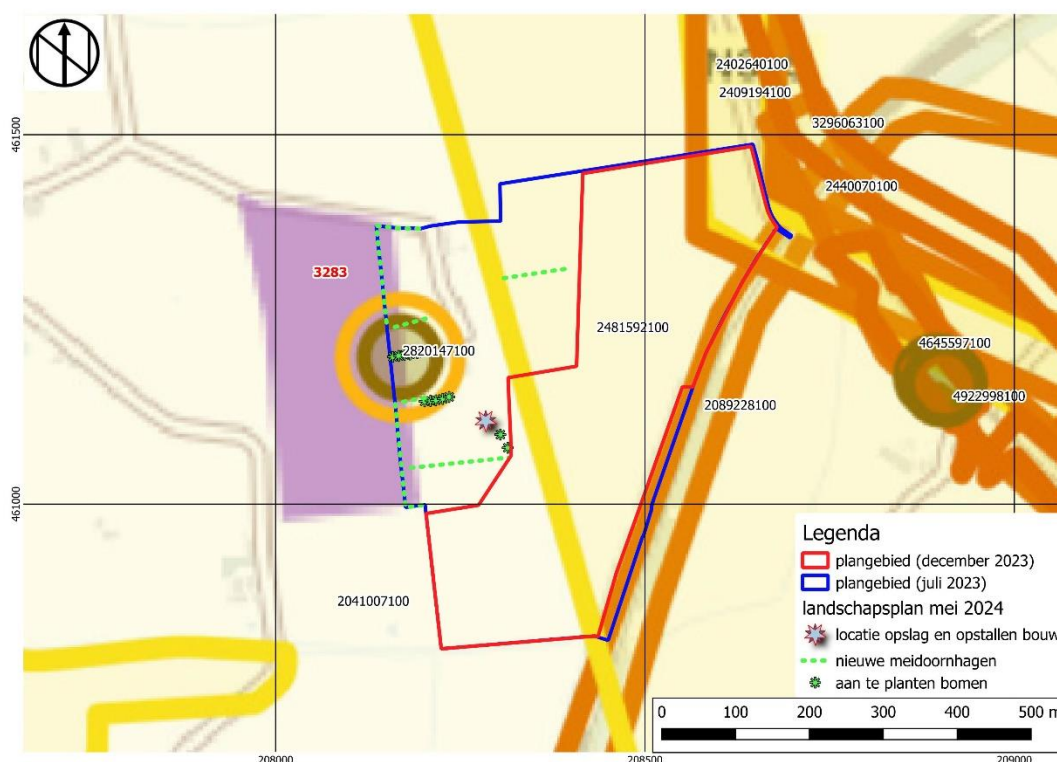 2402640100
2409194100
3296063100
461500
2440070100
3283
2481592100
2820147100
4645597100
4922998100
2089228100
461000
Legenda
plangebied (december 2023)
plangebied (juli 2023)
landschapsplan mei 2024
locatie opslag en opstallen bouw
nieuwe meidoornhagen
aan te planten bomen
2041007100
0 100 200 300 400 500 m
208000 208500 209000